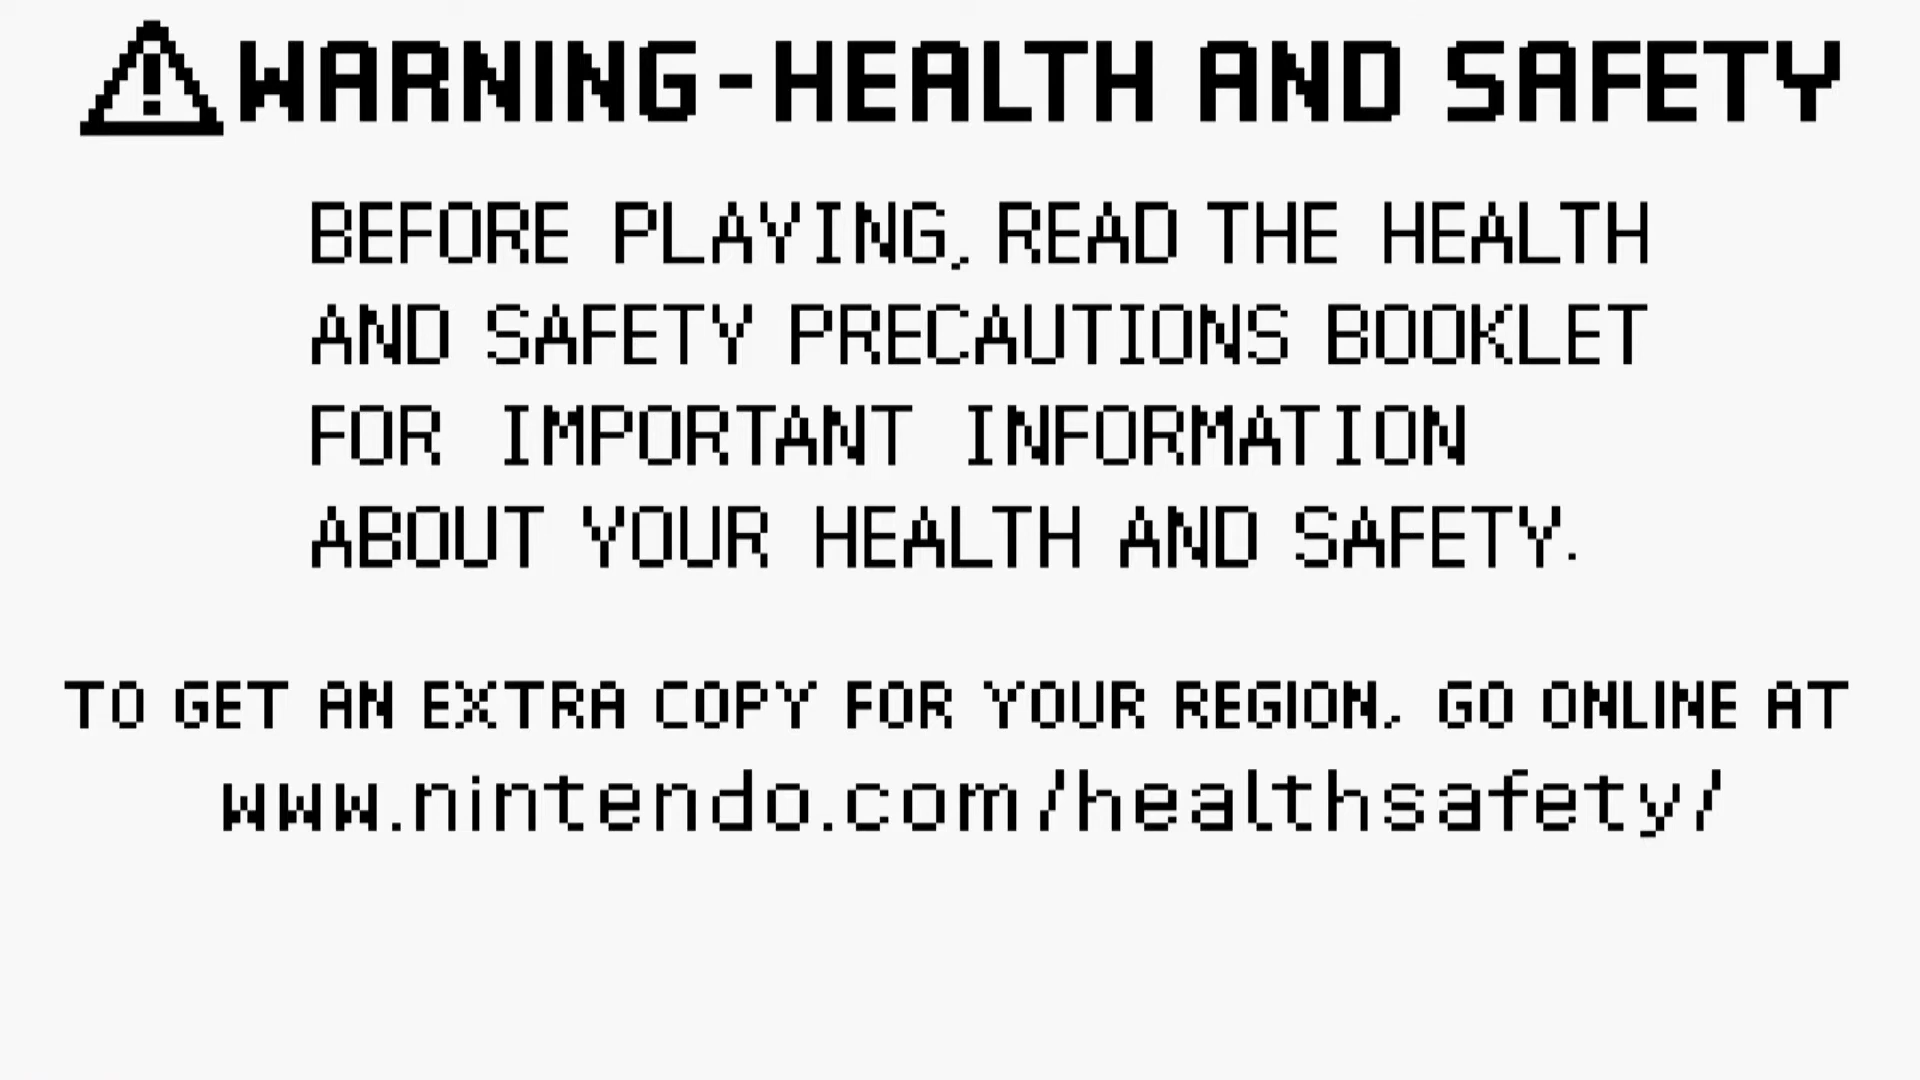 ⚠WARNING-HEALTH AND SAFETY
BEFORE PLAYING, READ THE HEALTH
AND SAFETY PRECAUTIONS BOOKLET
FOR IMPORTANT INFORMATION
ABOUT YOUR HEALTH AND SAFETY.
TO GET AN EXTRA COPY FOR YOUR REGION, GO ONLINE AT
www.nintendo.com/healthsafety/